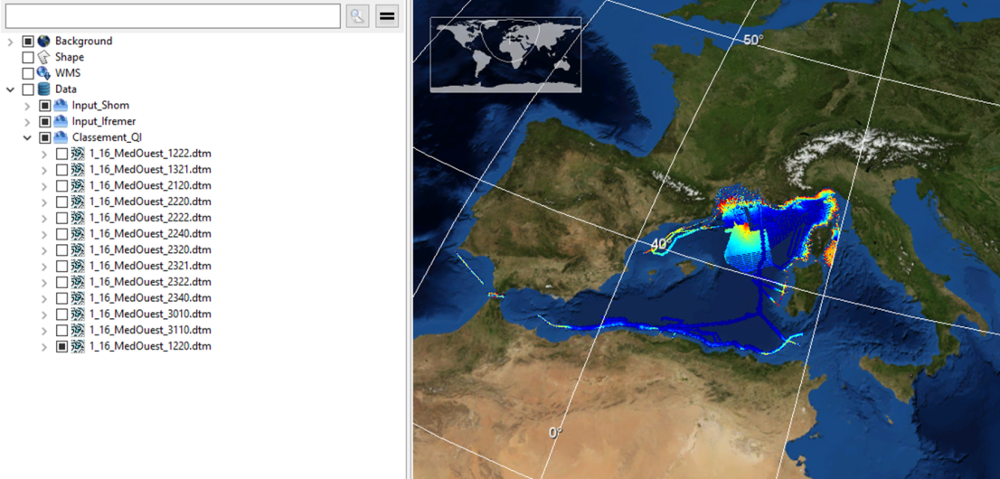 Background
Shape
WMS
Data
Input_Shom
Input_Ifremer
Classement_QI
1_16_MedOuest_1222.dtm
1_16_MedOuest_1321.dtm
1_16_MedOuest_2120.dtm
1_16_MedOuest_2220.dtm
1_16_MedOuest_2222.dtm
1_16_MedOuest_2240.dtm
1_16_MedOuest_2320.dtm
1_16_MedOuest_2321.dtm
1_16_MedOuest_2322.dtm
1_16_MedOuest_2340.dtm
1_16_MedOuest_3010.dtm
1_16_MedOuest_3110.dtm
1_16_MedOuest_1220.dtm
50°
40°
0°